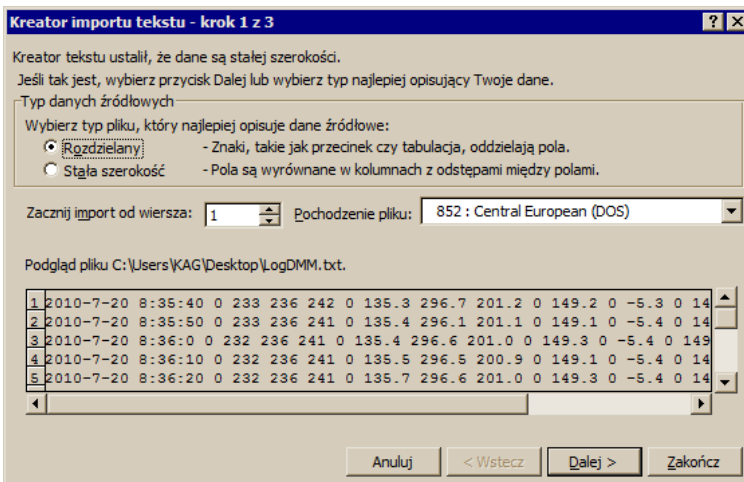 Kreator importu tekstu - krok 1 z 3
Kreator tekstu ustalił, że dane są stałej szerokości.
Jeśli tak jest, wybierz przycisk Dalej lub wybierz typ najlepiej opisujący Twoje dane.
Typ danych źródłowych
Wybierz typ pliku, który najlepiej opisuje dane źródłowe:
Rozdzielany - Znaki, takie jak przecinek czy tabulacja, oddzielają pola.
Stała szerokość - Pola są wyrównane w kolumnach z odstępami między polami.
Zacznij import od wiersza: 1 Pochodzenie pliku: 852 : Central European (DOS)
Podgląd pliku C:\Users\KAG\Desktop\LogDMM.txt.
1 2010-7-20 8:35:40 0 233 236 242 0 135.3 296.7 201.2 0 149.2 0 -5.3 0 14
2 2010-7-20 8:35:50 0 233 236 241 0 135.4 296.1 201.1 0 149.1 0 -5.4 0 14
3 2010-7-20 8:36:0 0 232 236 241 0 135.4 296.6 201.0 0 149.3 0 -5.4 0 149
4 2010-7-20 8:36:10 0 232 236 241 0 135.5 296.5 200.9 0 149.1 0 -5.4 0 14
5 2010-7-20 8:36:20 0 232 236 241 0 135.7 296.6 201.0 0 149.3 0 -5.4 0 14
Anuluj < Wstecz Dalej > Zakończ